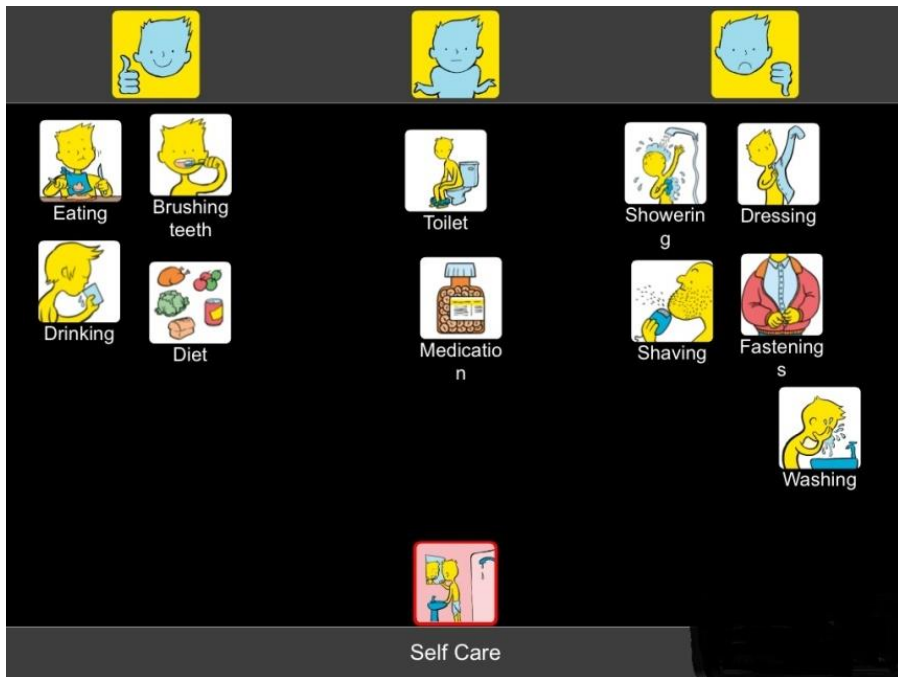 Eating
Brushing
teeth
Toilet
Showerin
g
Dressing
Drinking
Diet
Medicatio
n
Shaving
Fastening
s
Washing
Self Care